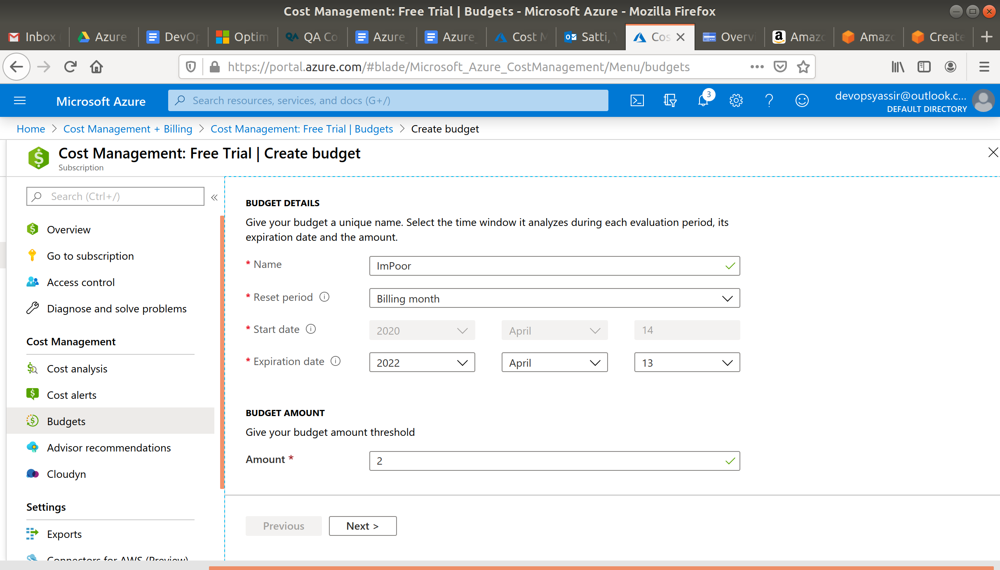 Cost Management: Free Trial | Budgets - Microsoft Azure - Mozilla Firefox
Inbox Azure DevOp Optim QA Co Azure_ Azure_ Cost M Satti, Y Cos Overvi Amazo Amazo Create
https://portal.azure.com/#blade/Microsoft_Azure_CostManagement/Menu/budgets
Microsoft Azure Search resources, services, and docs (G+/) 3 devopsyassir@outlook.c...
DEFAULT DIRECTORY
Home > Cost Management + Billing > Cost Management: Free Trial | Budgets > Create budget
Cost Management: Free Trial | Create budget
Subscription
Search (Ctrl+/) «
Overview
Go to subscription
Access control
Diagnose and solve problems
Cost Management
Cost analysis
Cost alerts
Budgets
Advisor recommendations
Cloudyn
Settings
Exports
Connectors for AWS (Preview)
BUDGET DETAILS
Give your budget a unique name. Select the time window it analyzes during each evaluation period, its
expiration date and the amount.
* Name ImPoor
* Reset period Billing month
* Start date 2020 April 14
* Expiration date 2022 April 13
BUDGET AMOUNT
Give your budget amount threshold
Amount * 2
Previous Next >